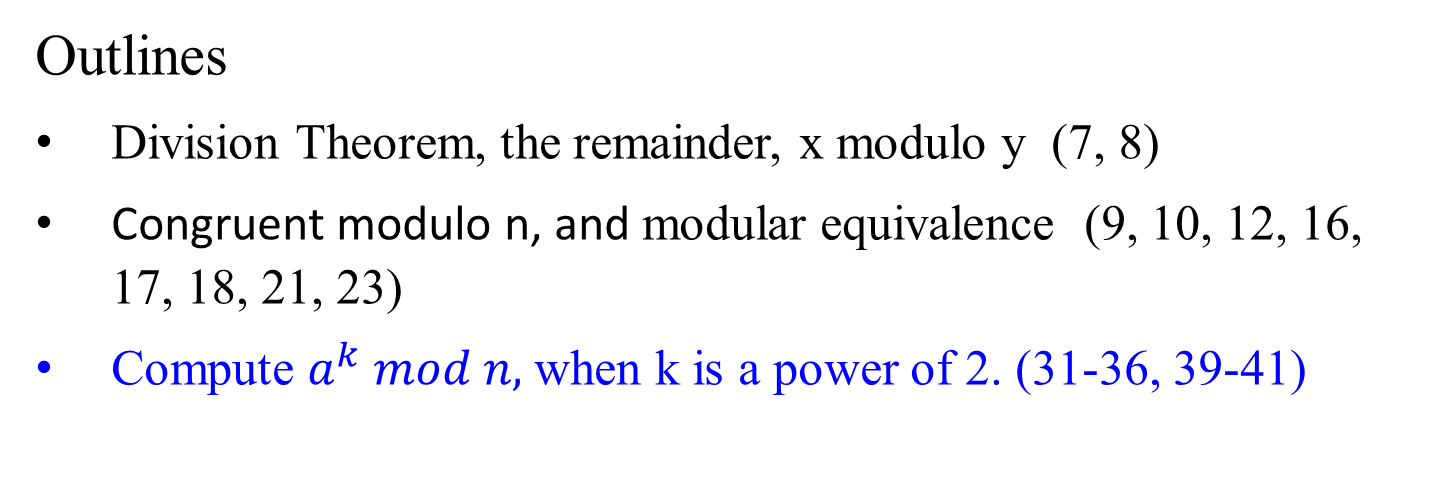 Outlines
• Division Theorem, the remainder, x modulo y (7, 8)
• Congruent modulo n, and modular equivalence (9, 10, 12, 16,
17, 18, 21, 23)
• Compute a^k mod n, when k is a power of 2. (31-36, 39-41)